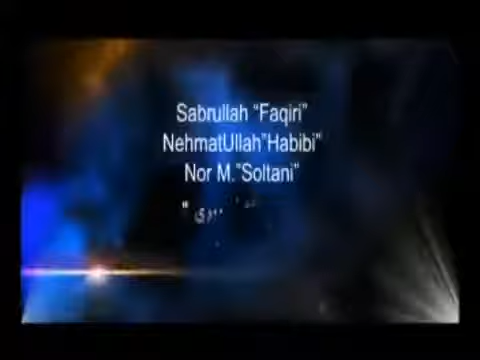 Sabrullah “Faqiri”
NehmatUllah”Habibi”
Nor M.”Soltani”